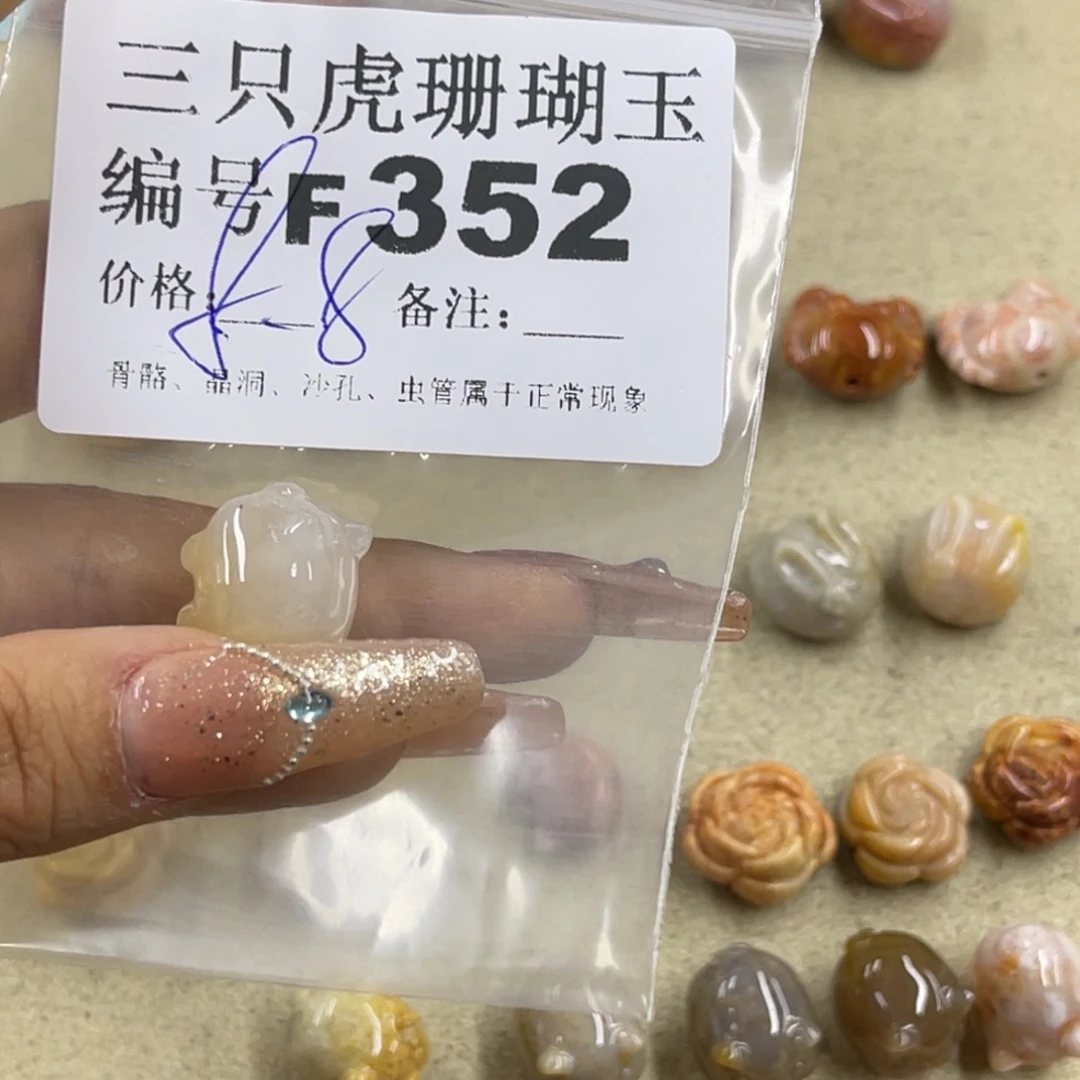 三只虎珊瑚玉
编号F352
价格: 备注:
骨骼、晶洞、沙孔、虫管属于正常现象